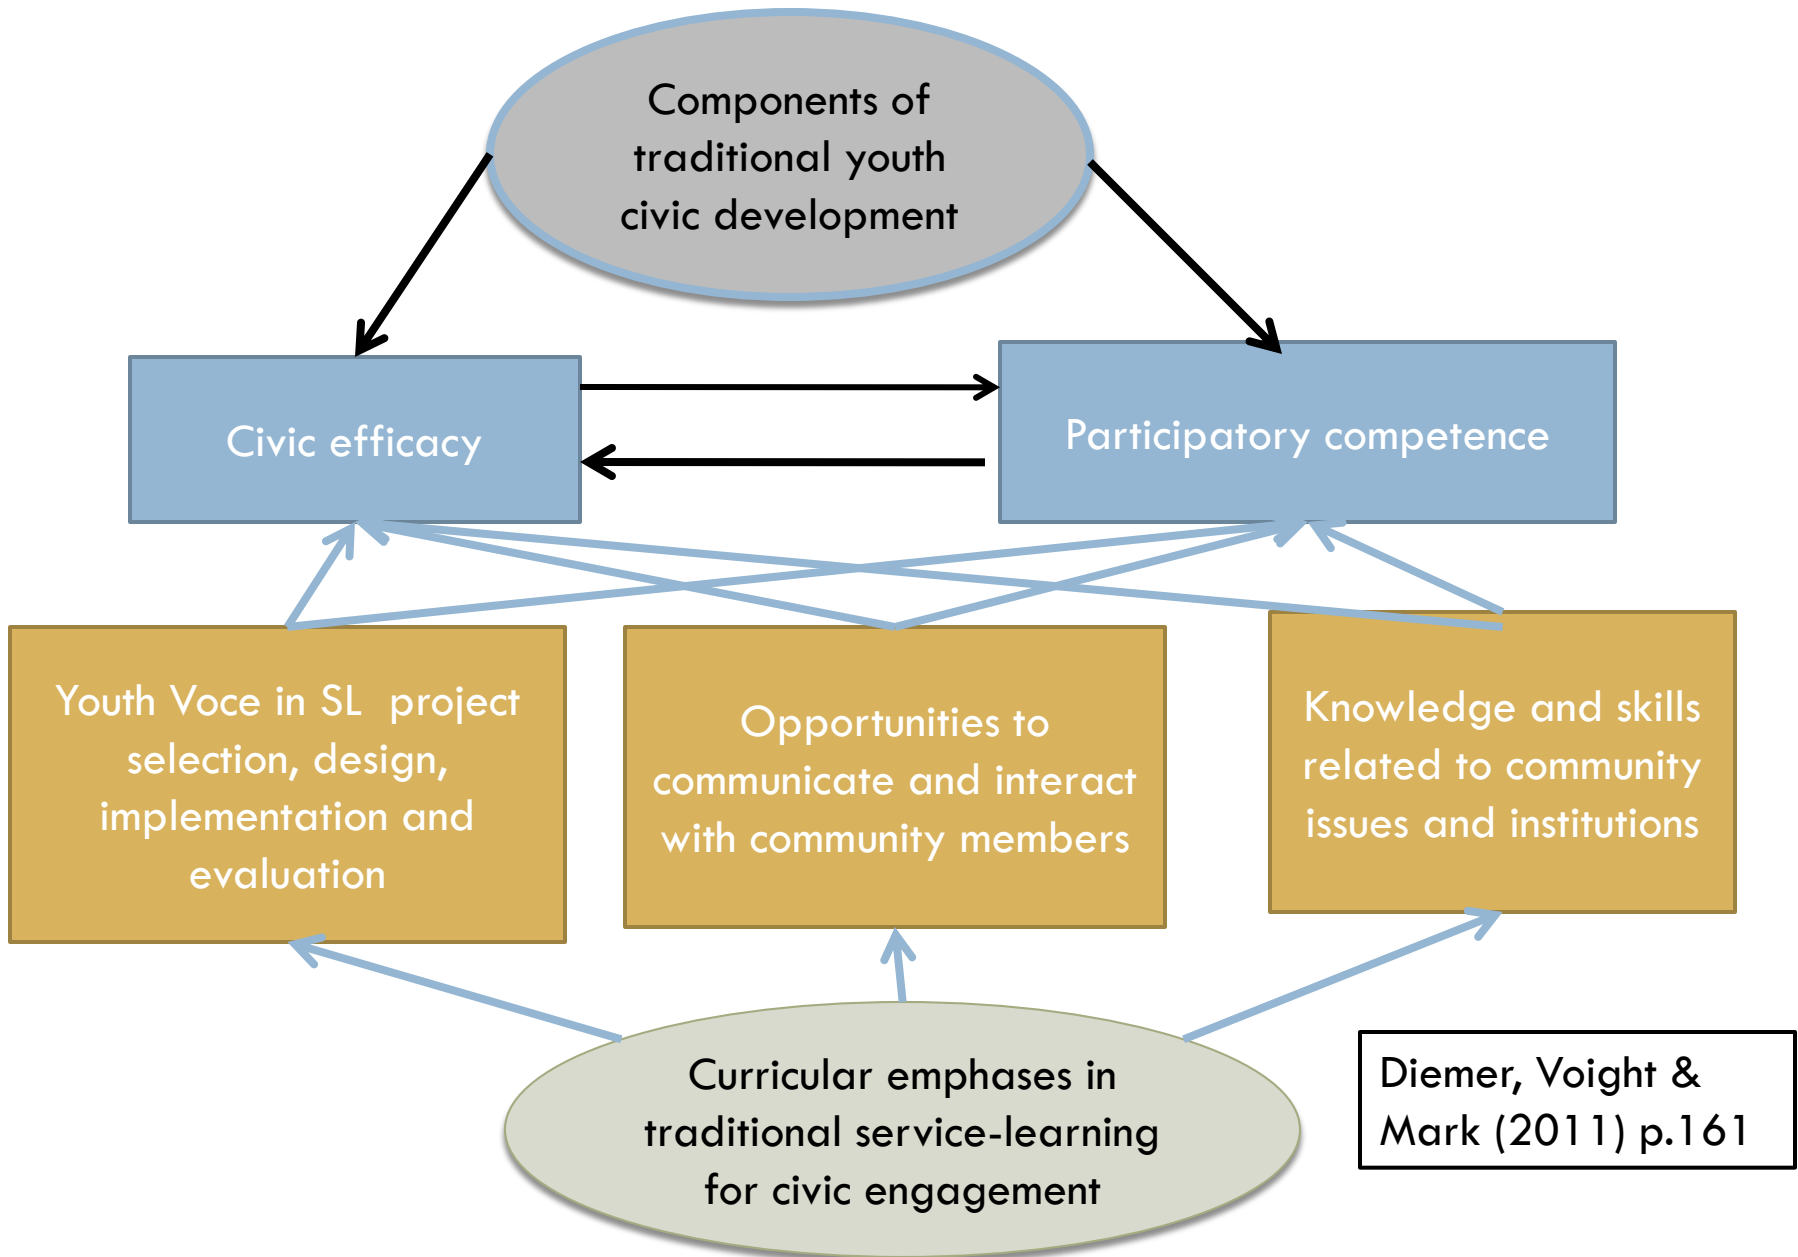 Components of
traditional youth
civic development
Civic efficacy
Participatory competence
Youth Voce in SL  project
selection, design,
implementation and
evaluation
Opportunities to
communicate and interact
with community members
Knowledge and skills
related to community
issues and institutions
Curricular emphases in
traditional service-learning
for civic engagement
Diemer, Voight &
Mark (2011) p.161